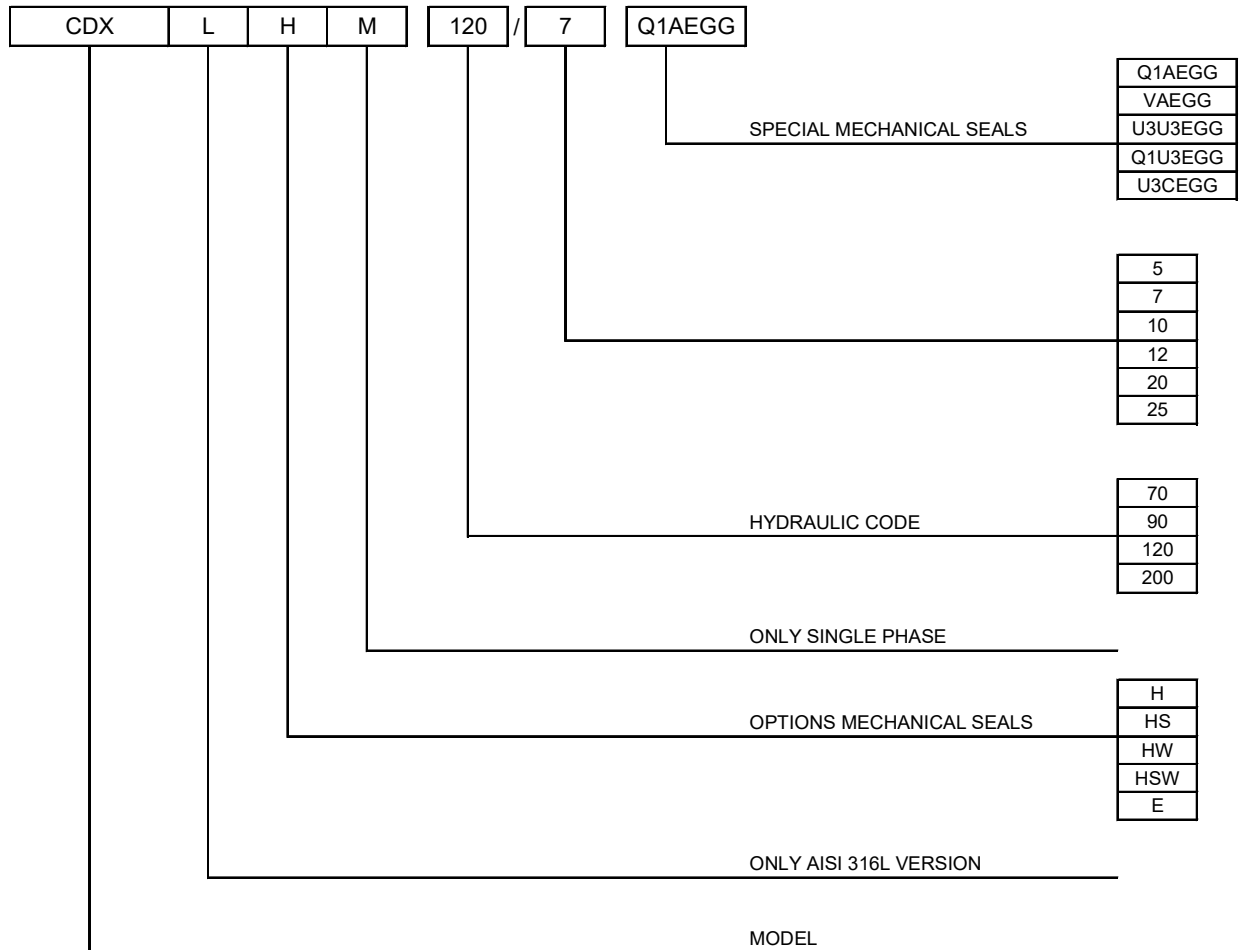 CDX L H M 120 / 7 Q1AEGG
Q1AEGG
VAEGG
SPECIAL MECHANICAL SEALS U3U3EGG
Q1U3EGG
U3CEGG
5
7
10
12
20
25
70
HYDRAULIC CODE 90
120
200
ONLY SINGLE PHASE
H
OPTIONS MECHANICAL SEALS HS
HW
HSW
E
ONLY AISI 316L VERSION
MODEL